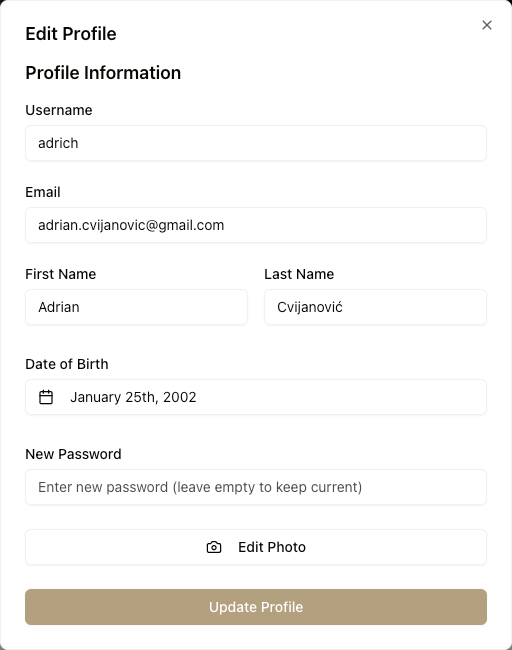 Edit Profile
Profile Information
Username
adrich
Email
adrian.cvijanovic@gmail.com
First Name Last Name
Adrian Cvijanović
Date of Birth
January 25th, 2002
New Password
Enter new password (leave empty to keep current)
Edit Photo
Update Profile